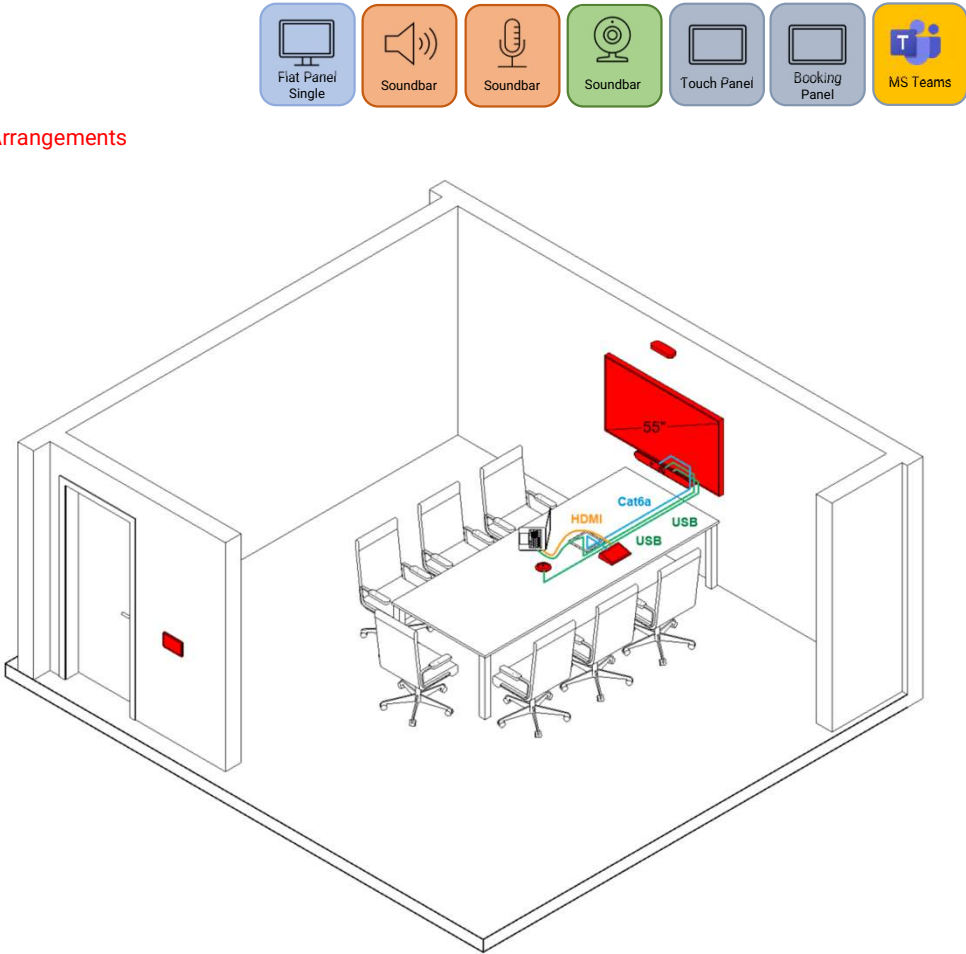 Flat Panel
Single
Soundbar
Soundbar
Soundbar
Touch Panel
Booking
Panel
T
MS Teams
Arrangements
55"
Cat6a
HDMI
USB
USB